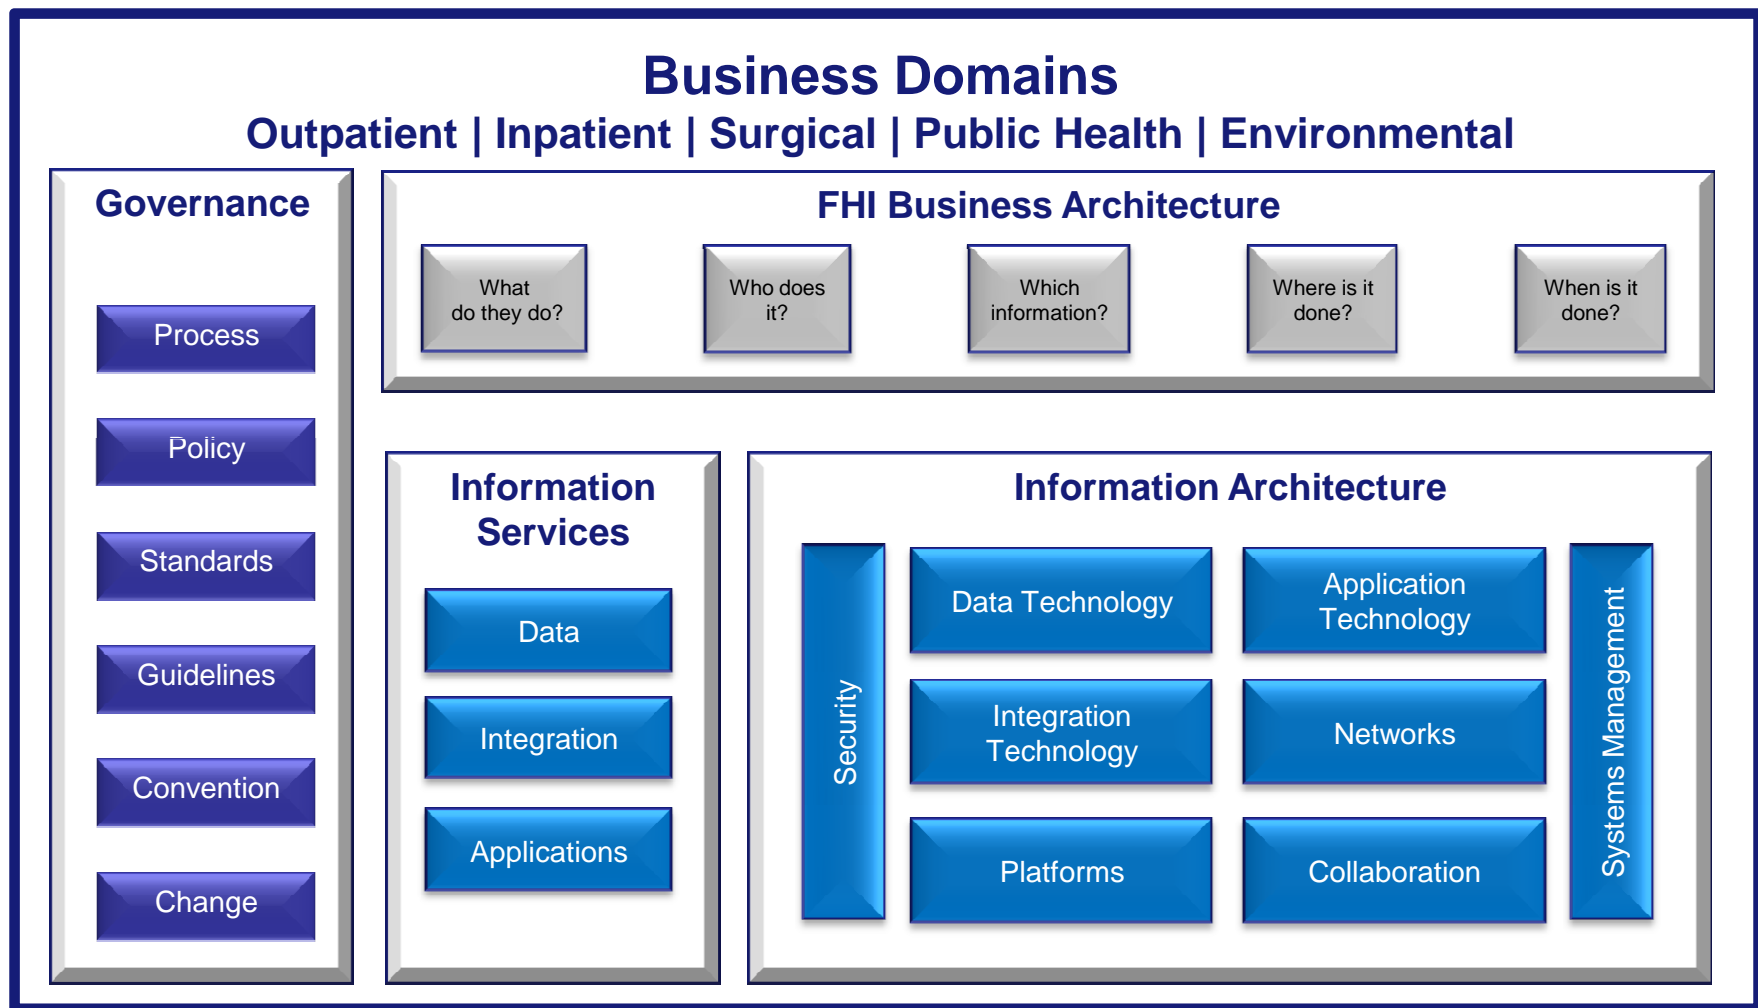 Business Domains
Outpatient | Inpatient | Surgical | Public Health | Environmental
Governance
Process
Policy
Standards
Guidelines
Convention
Change
FHI Business Architecture
What
do they do?
Who does
it?
Which
information?
Where is it
done?
When is it
done?
Information
Services
Data
Integration
Applications
Information Architecture
Security
Data Technology
Application
Technology
Integration
Technology
Networks
Platforms
Collaboration
Systems Management